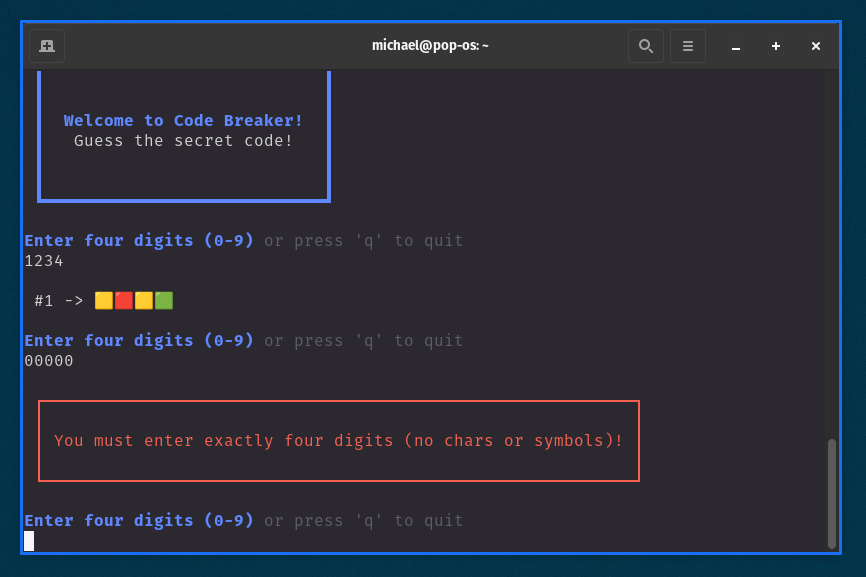 michael@pop-os: ~
Welcome to Code Breaker!
Guess the secret code!
Enter four digits (0-9) or press 'q' to quit
1234
#1 -> 🟨🟥🟨🟩
Enter four digits (0-9) or press 'q' to quit
00000
You must enter exactly four digits (no chars or symbols)!
Enter four digits (0-9) or press 'q' to quit